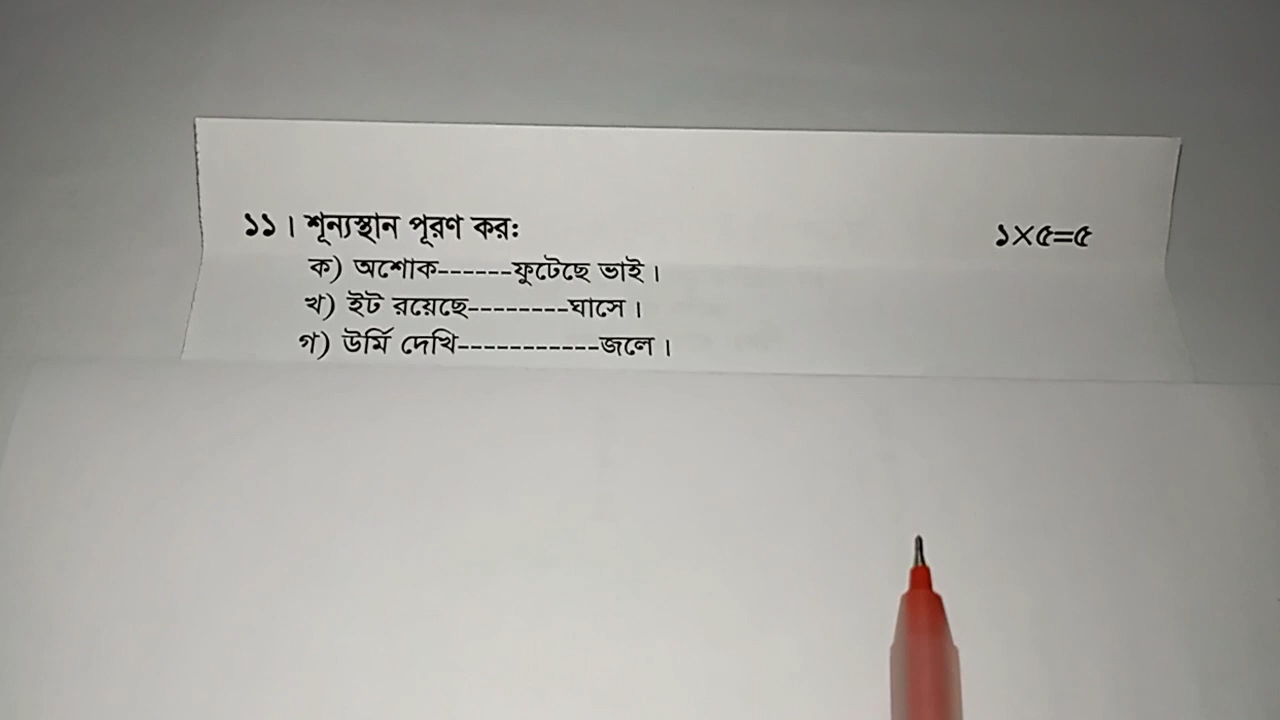 ১১। শূন্যস্থান পূরণ কর: ১×৫=৫
ক) অশোক------ফুটেছে ভাই।
খ) ইট রয়েছে--------ঘাসে।
গ) উর্মি দেখি-----------জলে।